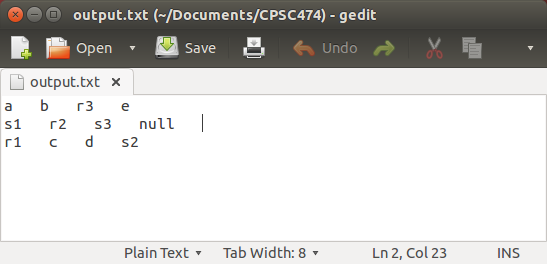 output.txt (~/Documents/CPSC474) - gedit
Open Save Undo
output.txt
a b r3 e
s1 r2 s3 null
r1 c d s2
Plain Text Tab Width: 8 Ln 2, Col 23 INS